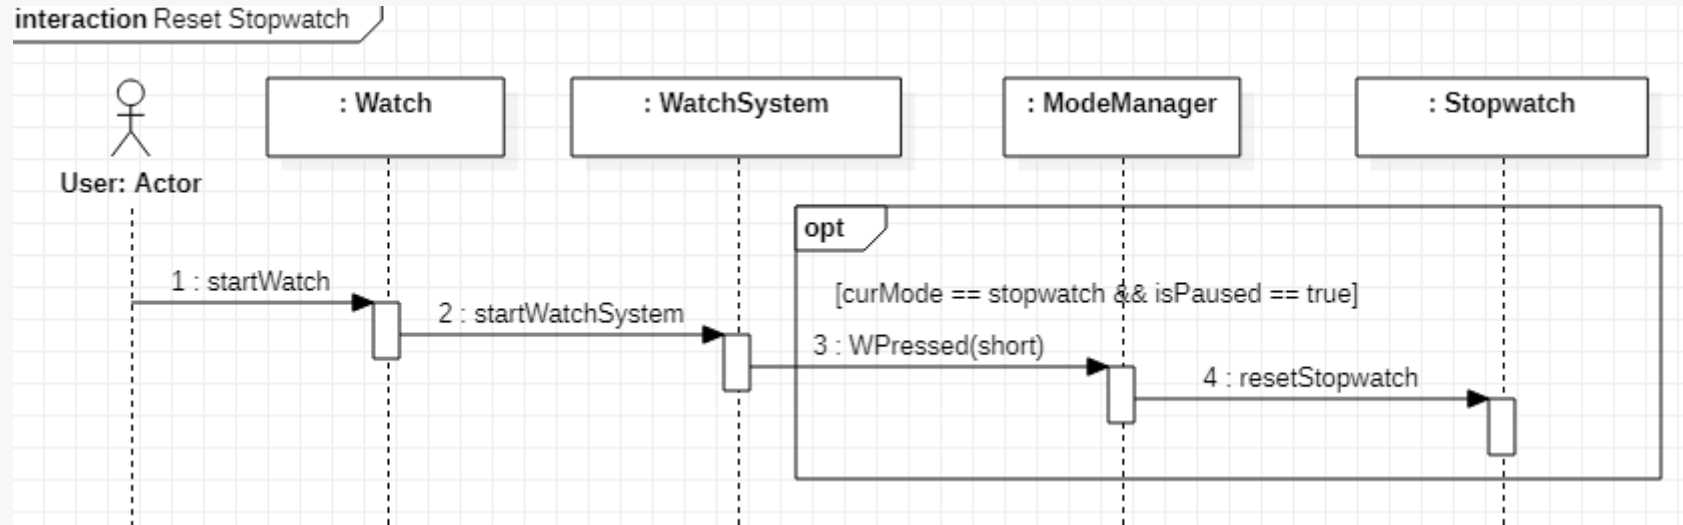 interaction Reset Stopwatch
: Watch
: WatchSystem
: ModeManager
: Stopwatch
User: Actor
opt
1 : startWatch
[curMode == stopwatch && isPaused == true]
2 : startWatchSystem
3 : WPressed(short)
4 : resetStopwatch